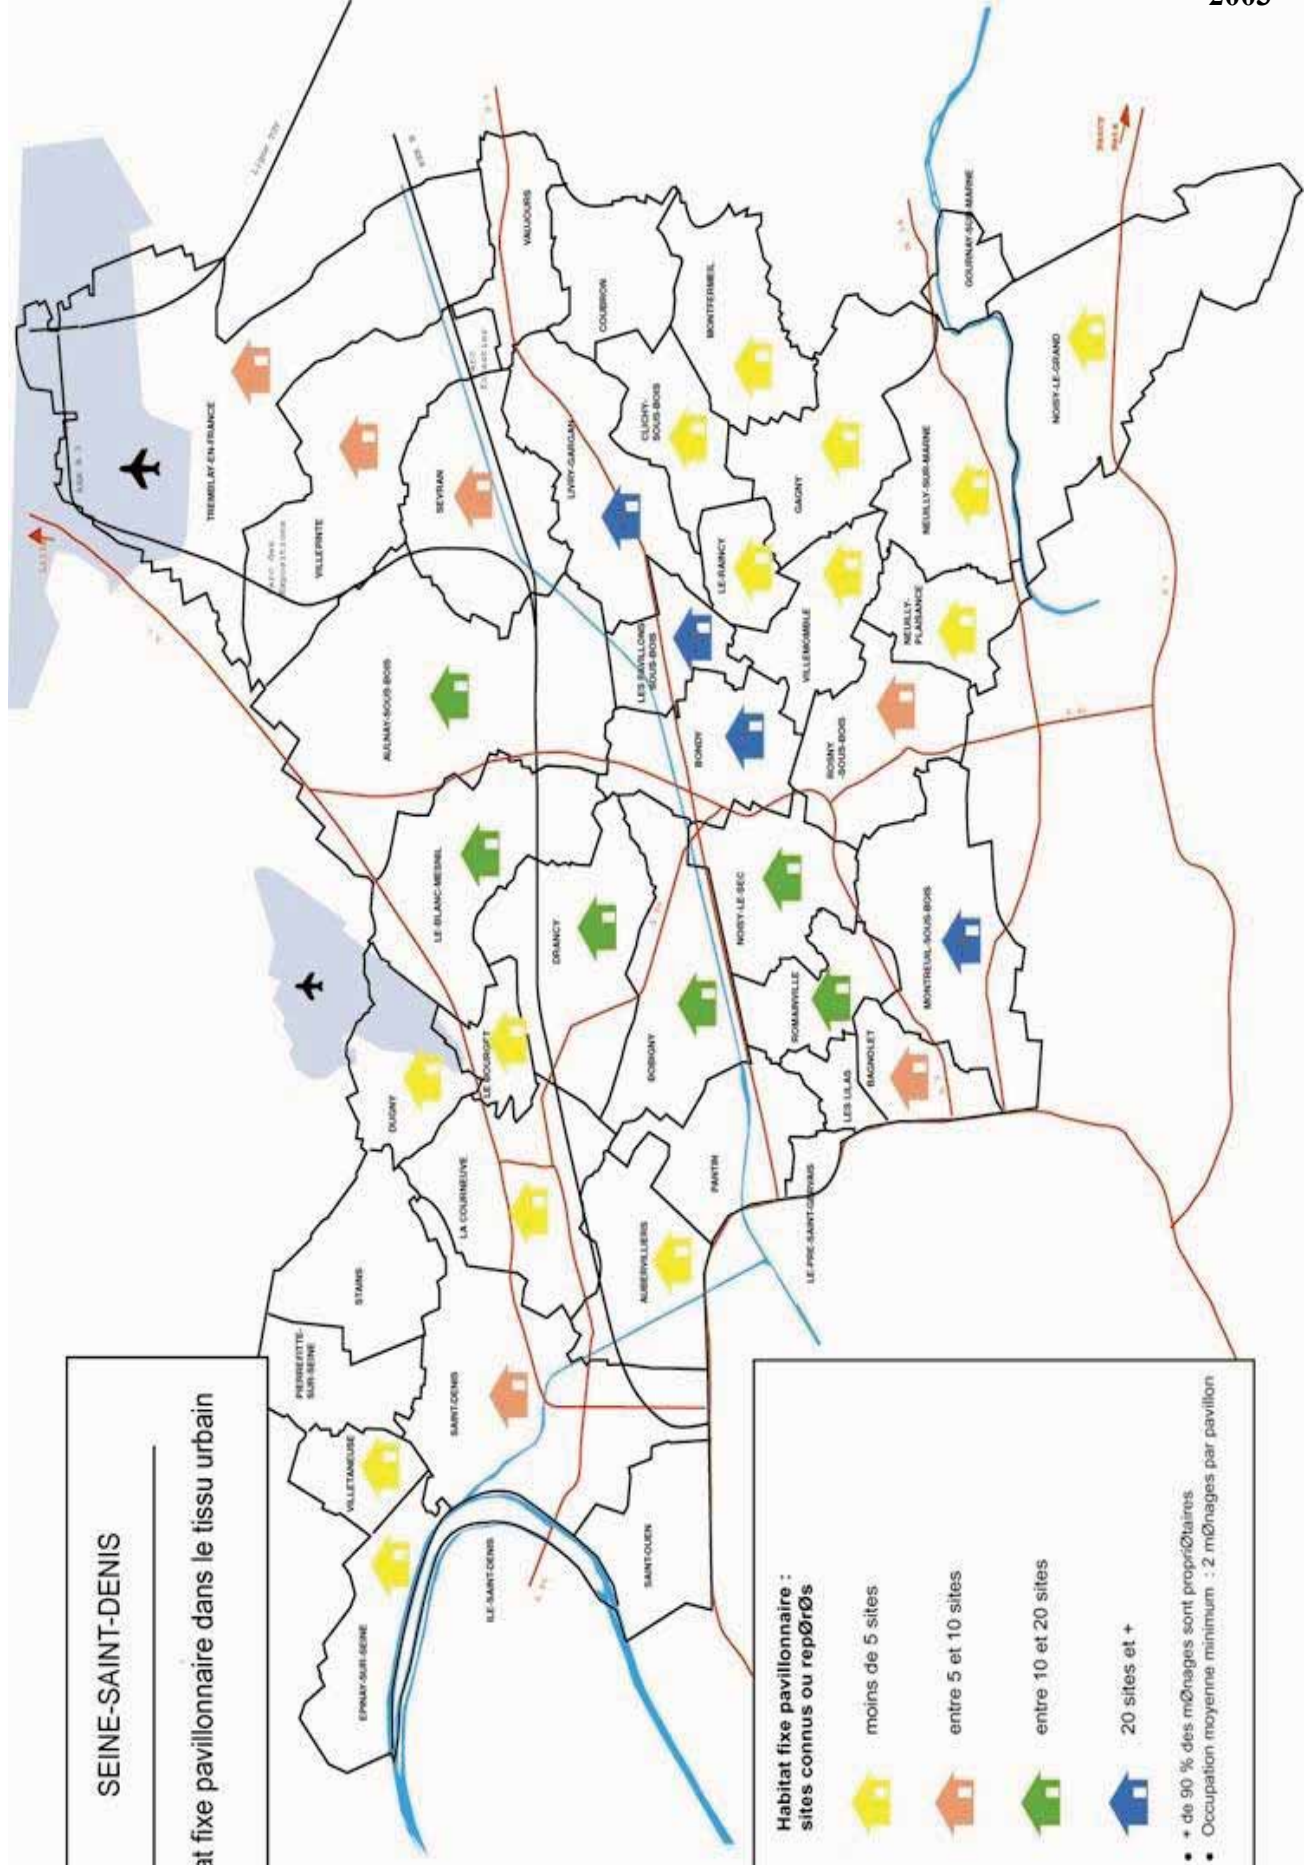 SEINE-SAINT-DENIS
at fixe pavillonnaire dans le tissu urbain
EPINAY-SUR-SEINE
VILLETANEUSE
PIERREFITTE-
SUR-SEINE
STAINS
ILE-SAINT-DENIS
SAINT-DENIS
SAINT-OUEN
LA COURNEUVE
DUGNY
LE BOURGET
AUBERVILLIERS
PANTIN
LE-PRE-SAINT-GERVAIS
LES LILAS
BAGNOLET
ROMAINVILLE
MONTREUIL-SOUS-BOIS
BOBIGNY
DRANCY
LE-BLANC-MESNIL
NOISY-LE-SEC
AULNAY-SOUS-BOIS
BONDY
LES PAVILLONS
SOUS-BOIS
ROSNY
-SOUS-BOIS
VILLEMOMBLE
NEUILLY-
PLAISANCE
LE-RAINCY
TREMBLAY-EN-FRANCE
VILLEPINTE
SEVRAN
LIVRY-GARGAN
CLICHY-
SOUS-BOIS
GAGNY
NEUILLY-SUR-MARNE
MONTFERMEIL
COUBRON
VAUJOURS
GOURNAY-SUR-MARNE
NOISY-LE-GRAND
Ligne TGV
Habitat fixe pavillonnaire :
sites connus ou repØrØs
moins de 5 sites
entre 5 et 10 sites
entre 10 et 20 sites
20 sites et +
• + de 90 % des mØnages sont propriØtaires
• Occupation moyenne minimum : 2 mØnages par pavillon